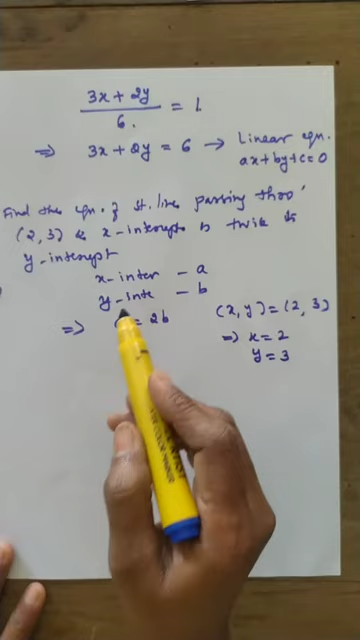 3x + 2y
6.
= 1
⇒ 3x + 2y = 6 → Linear eqn.
ax+by+c=0
Find the eqn. of st. line passing thro'
(2, 3) & x-intercept is twice its
y-intercept
x-inter - a
y-inte - b
⇒ = 2b
(x, y) = (2, 3)
⇒ x = 2
y = 3